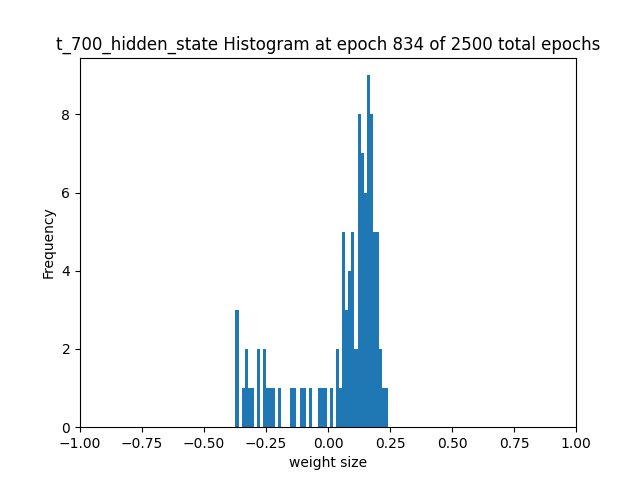 t_700_hidden_state Histogram at epoch 834 of 2500 total epochs
8
6
4
2
0
Frequency
−1.00 −0.75 −0.50 −0.25 0.00 0.25 0.50 0.75 1.00
weight size